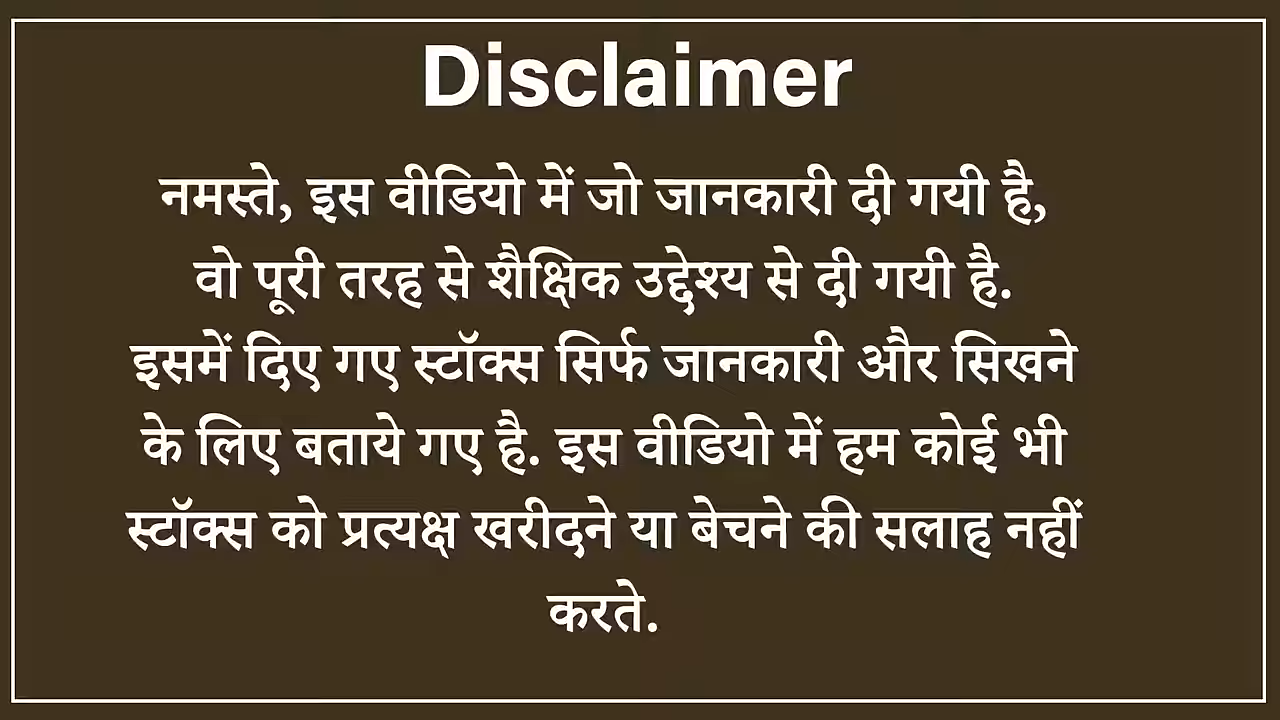 Disclaimer
नमस्ते, इस वीडियो में जो जानकारी दी गयी है,
वो पूरी तरह से शैक्षिक उद्देश्य से दी गयी है.
इसमें दिए गए स्टॉक्स सिर्फ जानकारी और सिखने
के लिए बताये गए है. इस वीडियो में हम कोई भी
स्टॉक्स को प्रत्यक्ष खरीदने या बेचने की सलाह नहीं
करते.